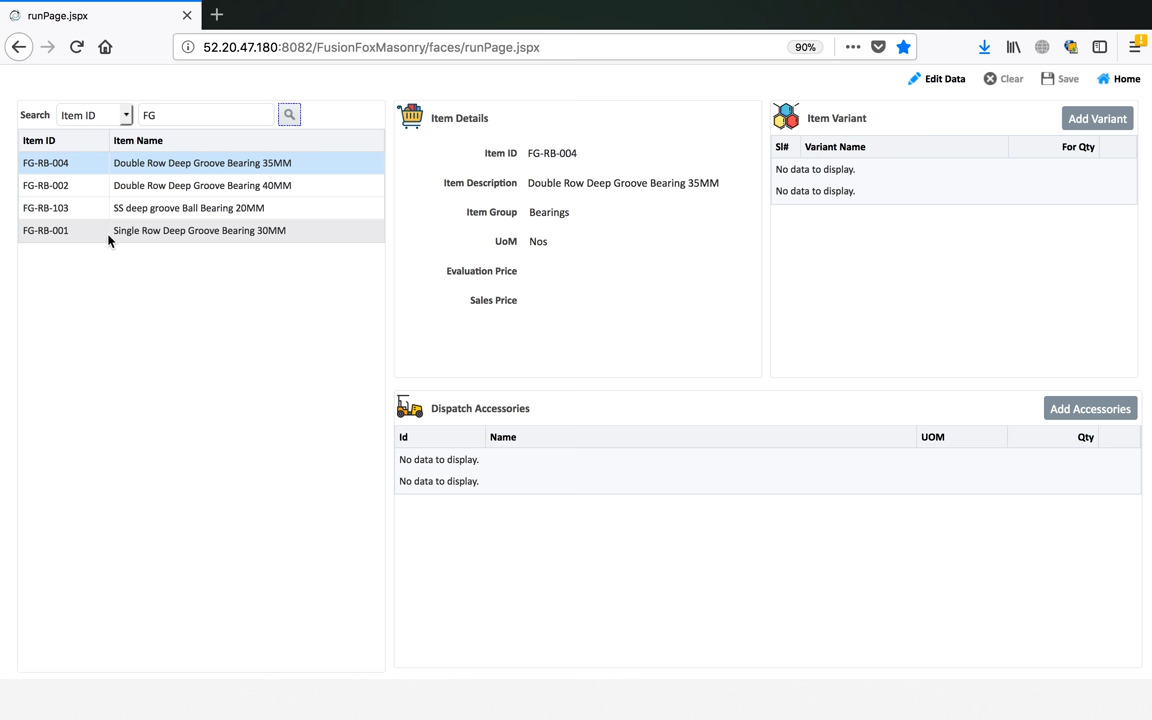 runPage.jspx
52.20.47.180:8082/FusionFoxMasonry/faces/runPage.jspx
90%
Edit Data
Clear
Save
Home
Search
Item ID
FG
Item ID
Item Name
FG-RB-004
Double Row Deep Groove Bearing 35MM
FG-RB-002
Double Row Deep Groove Bearing 40MM
FG-RB-103
SS deep groove Ball Bearing 20MM
FG-RB-001
Single Row Deep Groove Bearing 30MM
Item Details
Item ID FG-RB-004
Item Description Double Row Deep Groove Bearing 35MM
Item Group Bearings
UoM Nos
Evaluation Price
Sales Price
Item Variant
Add Variant
Sl# Variant Name For Qty
No data to display.
No data to display.
Dispatch Accessories
Add Accessories
Id Name UOM Qty
No data to display.
No data to display.